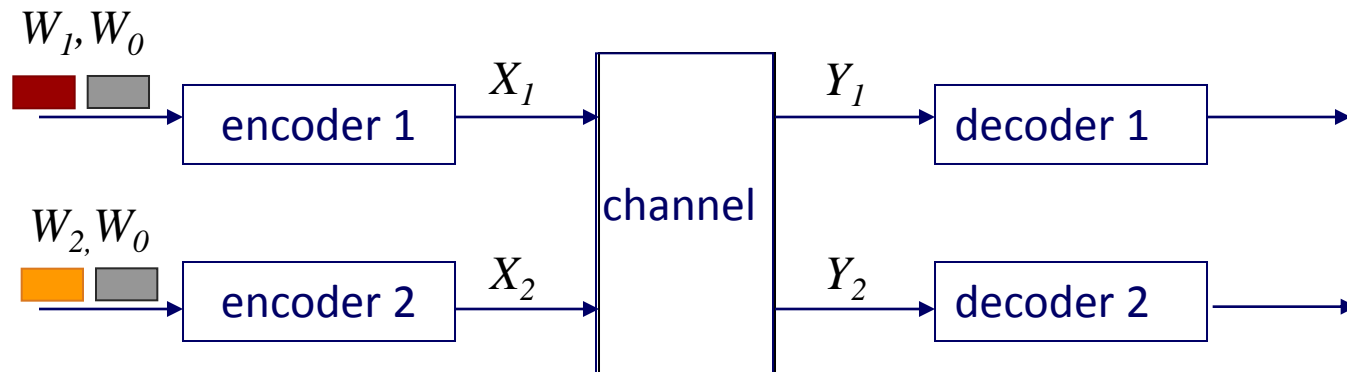 W₁,W₀
X₁
Y₁
encoder 1
decoder 1
channel
W₂,W₀
X₂
Y₂
encoder 2
decoder 2